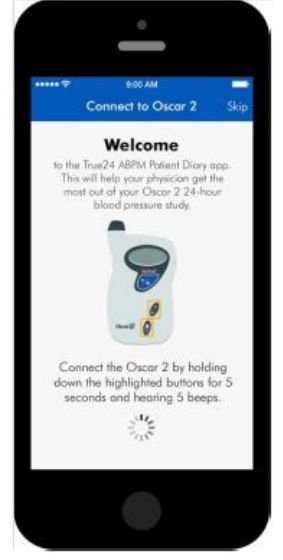 9:00 AM
Connect to Oscar 2 Skip
Welcome
to the True24 ABPM Patient Diary app.
This will help your physician get the
most out of your Oscar 2 24-hour
blood pressure study.
Oscar 2
Connect the Oscar 2 by holding
down the highlighted buttons for 5
seconds and hearing 5 beeps.